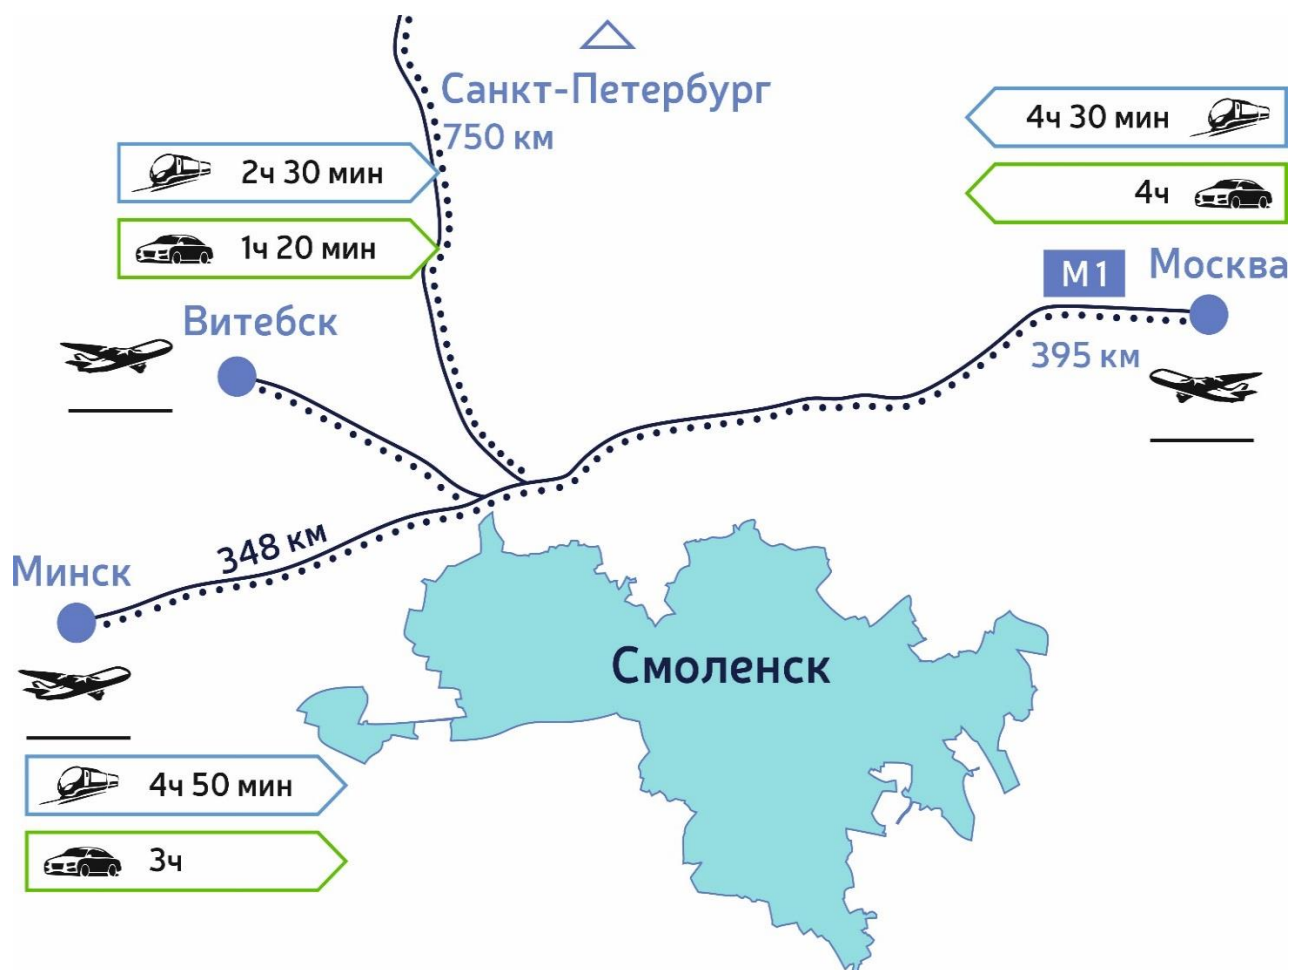 Санкт-Петербург
750 км
4ч 30 мин
4ч
2ч 30 мин
1ч 20 мин
М 1
Москва
395 км
Витебск
348 км
Минск
Смоленск
4ч 50 мин
3ч